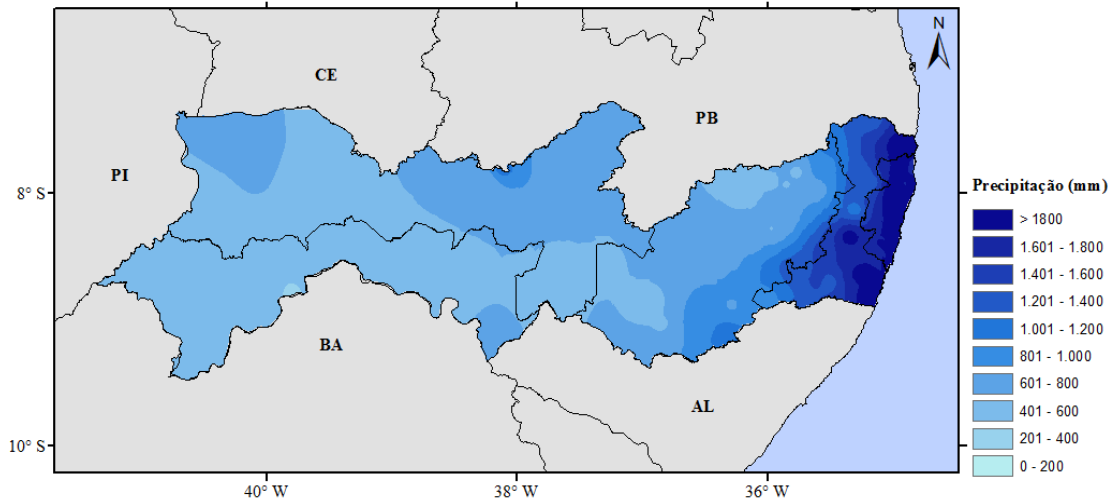 N
CE
PB
PI
8° S
BA
AL
10° S
40° W
38° W
36° W
Precipitação (mm)
> 1800
1.601 - 1.800
1.401 - 1.600
1.201 - 1.400
1.001 - 1.200
801 - 1.000
601 - 800
401 - 600
201 - 400
0 - 200